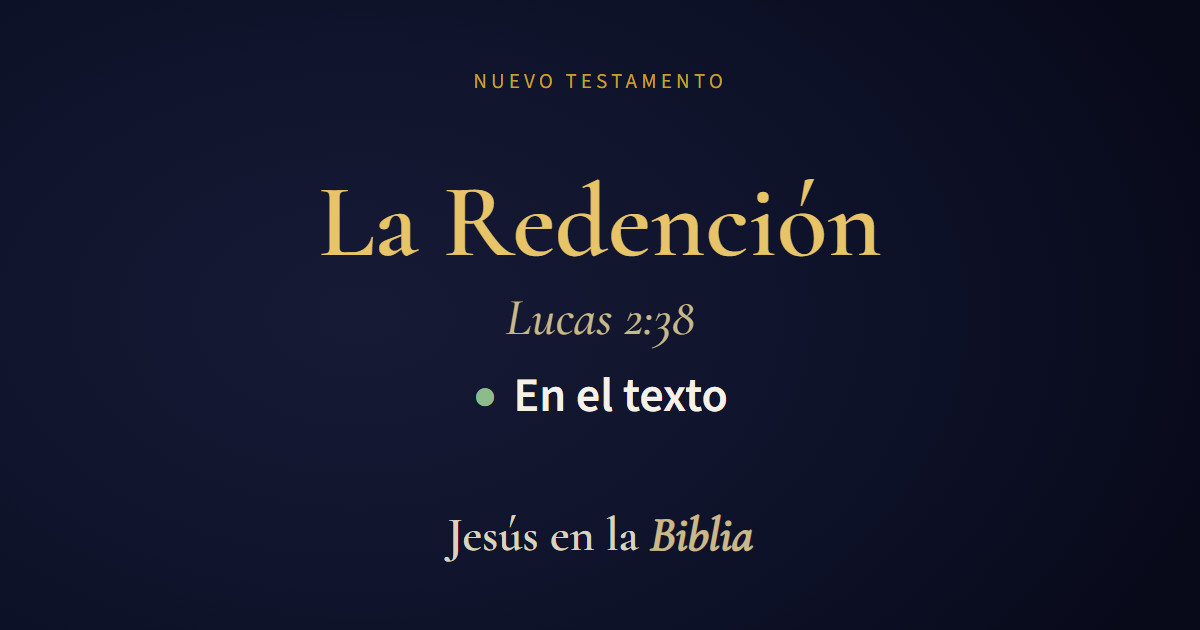 NUEVO TESTAMENTO
La Redención
Lucas 2:38
En el texto
Jesús en la Biblia